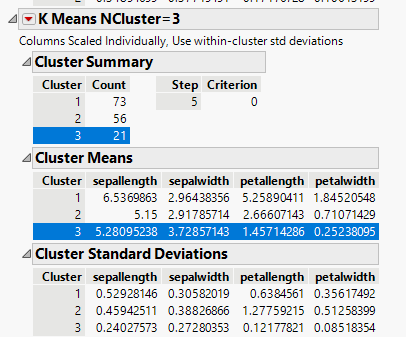 K Means NCluster=3
Columns Scaled Individually, Use within-cluster std deviations
Cluster Summary
Cluster Count Step Criterion
1 73 5 0
2 56
3 21
Cluster Means
Cluster sepallength sepalwidth petallength petalwidth
1 6.5369863 2.96438356 5.25890411 1.84520548
2 5.15 2.91785714 2.66607143 0.71071429
3 5.28095238 3.72857143 1.45714286 0.25238095
Cluster Standard Deviations
Cluster sepallength sepalwidth petallength petalwidth
1 0.52928146 0.30582019 0.6384561 0.35617492
2 0.45942511 0.38826866 1.27759215 0.51258399
3 0.24027573 0.27280353 0.12177821 0.08518354